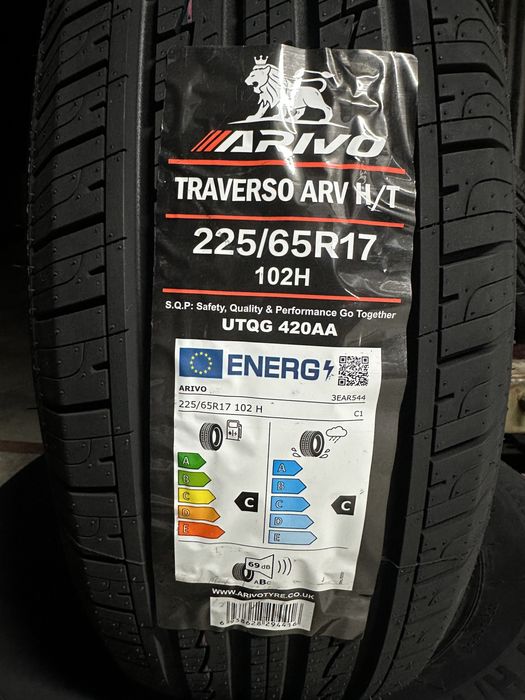 ARIVO
TRAVERSO ARV H/T
225/65R17
102H
S.Q.P: Safety, Quality & Performance Go Together
UTQG 420AA
ENERG
ARIVO 3EAR544
225/65R17 102 H C1
A
B
C
D
E
C
A
B
C
D
E
C
69 dB
ABC
WWW.ARIVOTYRE.CO.UK